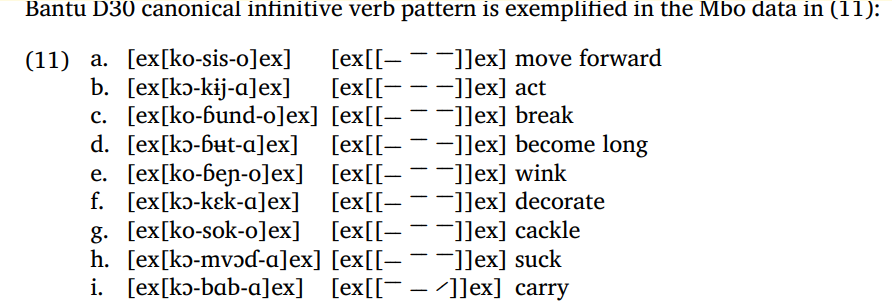 Bantu D30 canonical infinitive verb pattern is exemplified in the Mbo data in (11):
(11) a. [ex[ko-sis-o]ex] [ex[[– ¯ ¯]]ex] move forward
b. [ex[kɔ-kɨj-ɑ]ex] [ex[[– – –]]ex] act
c. [ex[ko-ɓund-o]ex] [ex[[– ¯ ¯]]ex] break
d. [ex[kɔ-ɓʉt-ɑ]ex] [ex[[– ¯ –]]ex] become long
e. [ex[ko-ɓeɲ-o]ex] [ex[[– ¯ ¯]]ex] wink
f. [ex[kɔ-kɛk-ɑ]ex] [ex[[– ¯ ¯]]ex] decorate
g. [ex[ko-sok-o]ex] [ex[[– ¯ ¯]]ex] cackle
h. [ex[kɔ-mvɔɗ-ɑ]ex] [ex[[– ¯ ¯]]ex] suck
i. [ex[kɔ-bɑb-ɑ]ex] [ex[[¯ – ˊ]]ex] carry